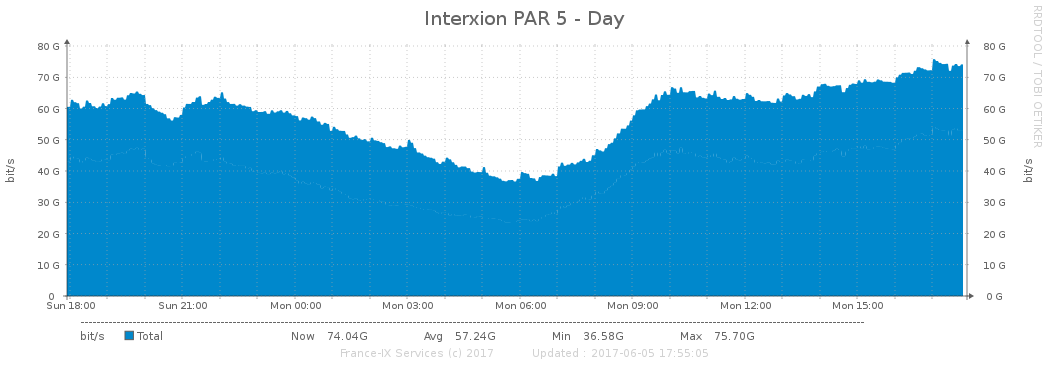 Interxion PAR 5 - Day
RRDTOOL / TOBI OETIKER
80 G 80 G
70 G 70 G
60 G 60 G
50 G 50 G
40 G 40 G
30 G 30 G
20 G 20 G
10 G 10 G
0 0 G
bit/s bit/s
Sun 18:00 Sun 21:00 Mon 00:00 Mon 03:00 Mon 06:00 Mon 09:00 Mon 12:00 Mon 15:00
bit/s Total Now 74.04G Avg 57.24G Min 36.58G Max 75.70G
France-IX Services (c) 2017 Updated : 2017-06-05 17:55:05